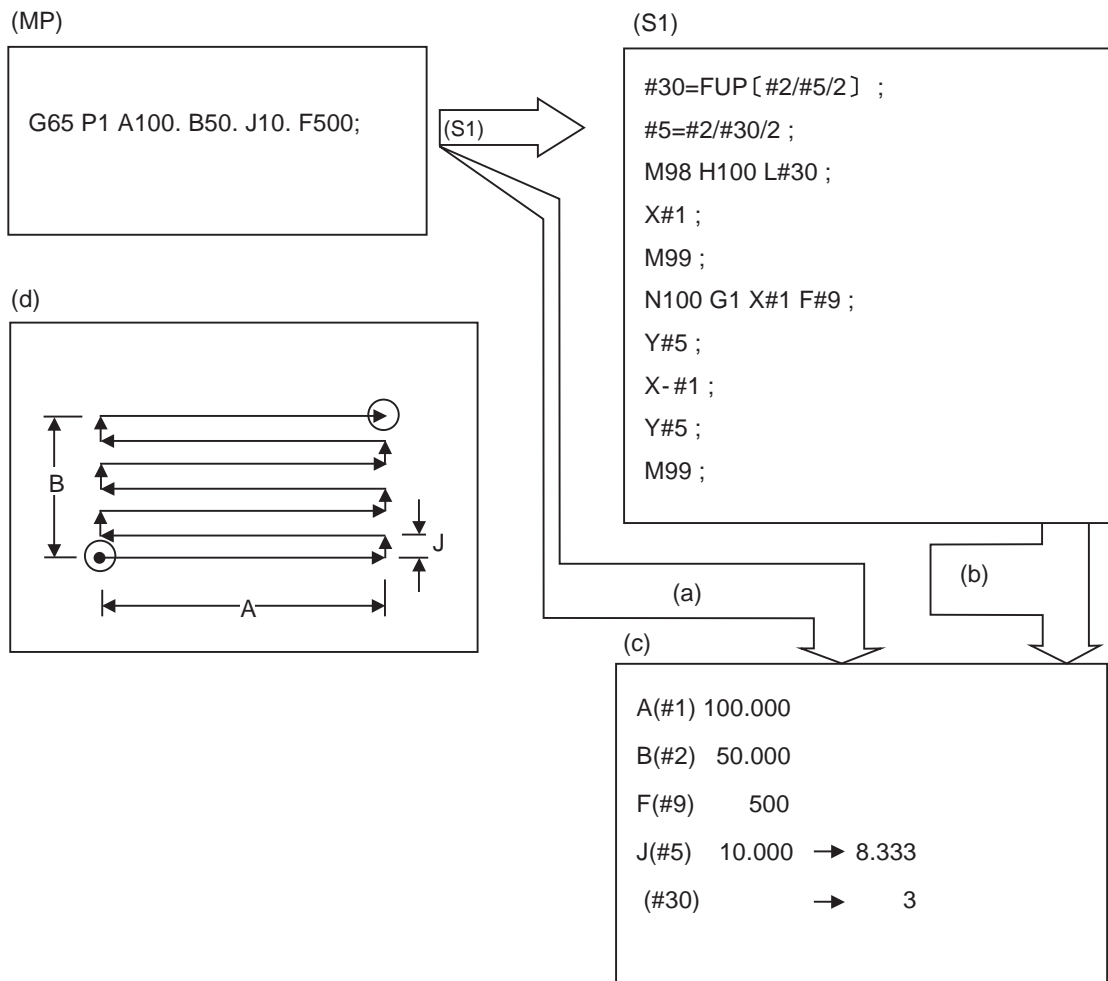 (MP)
G65 P1 A100. B50. J10. F500;
(S1)
(S1)
#30=FUP〔#2/#5/2〕 ;
#5=#2/#30/2 ;
M98 H100 L#30 ;
X#1 ;
M99 ;
N100 G1 X#1 F#9 ;
Y#5 ;
X-#1 ;
Y#5 ;
M99 ;
(d)
B
J
A
(a)
(b)
(c)
A(#1) 100.000
B(#2) 50.000
F(#9) 500
J(#5) 10.000 → 8.333
(#30) → 3